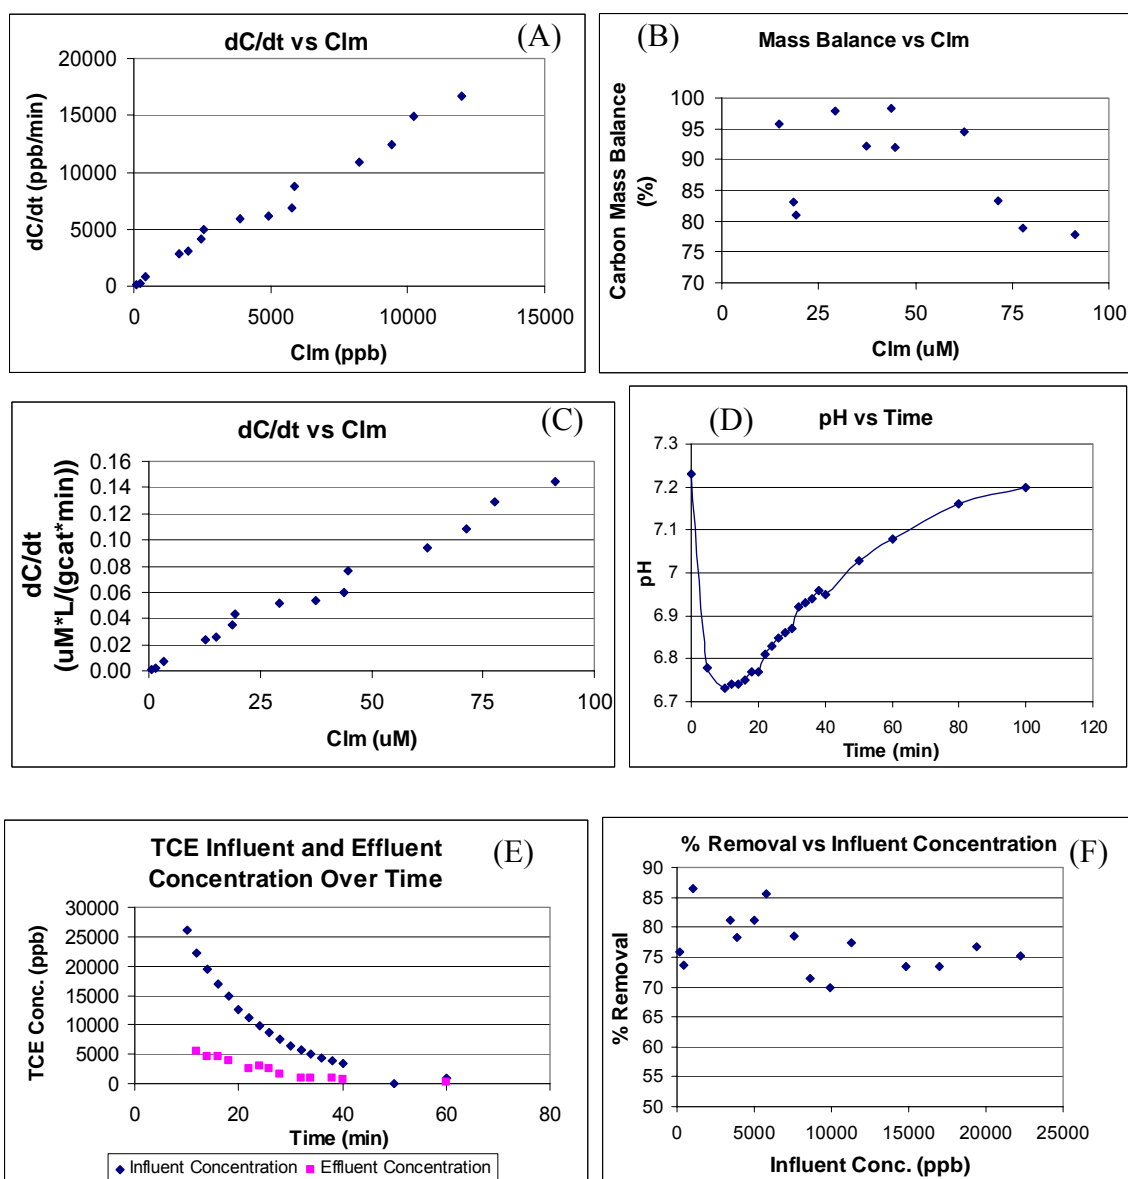 dC/dt vs Clm
(A)
20000
15000
10000
5000
0
dC/dt (ppb/min)
0 5000 10000 15000
Clm (ppb)
(B)
Mass Balance vs Clm
100
95
90
85
80
75
70
Carbon Mass Balance
(%)
0 25 50 75 100
Clm (uM)
dC/dt vs Clm
(C)
0.16
0.14
0.12
0.10
0.08
0.06
0.04
0.02
0.00
dC/dt
(uM*L/(gcat*min))
0 25 50 75 100
Clm (uM)
(D)
pH vs Time
7.3
7.2
7.1
7
6.9
6.8
6.7
pH
0 20 40 60 80 100 120
Time (min)
TCE Influent and Effluent
Concentration Over Time
(E)
30000
25000
20000
15000
10000
5000
0
TCE Conc. (ppb)
0 20 40 60 80
Time (min)
Influent Concentration Effluent Concentration
% Removal vs Influent Concentration
(F)
90
85
80
75
70
65
60
55
50
% Removal
0 5000 10000 15000 20000 25000
Influent Conc. (ppb)